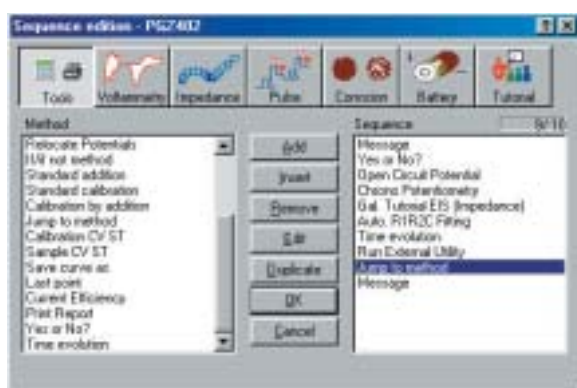 Sequence edition - PGZ402
Tools
Voltammetry
Impedance
Pulse
Corrosion
Battery
Tutorial
Method
Relocate Potentials
Standard addition
Standard calibration
Calibration by addition
Jump to method
Calibration CV ST
Sample CV ST
Save curve as
Last point
Current Efficiency
Print Report
Yes or No?
Time evolution
Add
Insert
Remove
Edit
Duplicate
OK
Cancel
Sequence
9/10
Message
Yes or No?
Open Circuit Potential
Chrono Potentiometry
Gal. Tutorial EIS (Impedance)
Auto. R1R2C Fitting
Time evolution
Run External Utility
Jump to method
Message